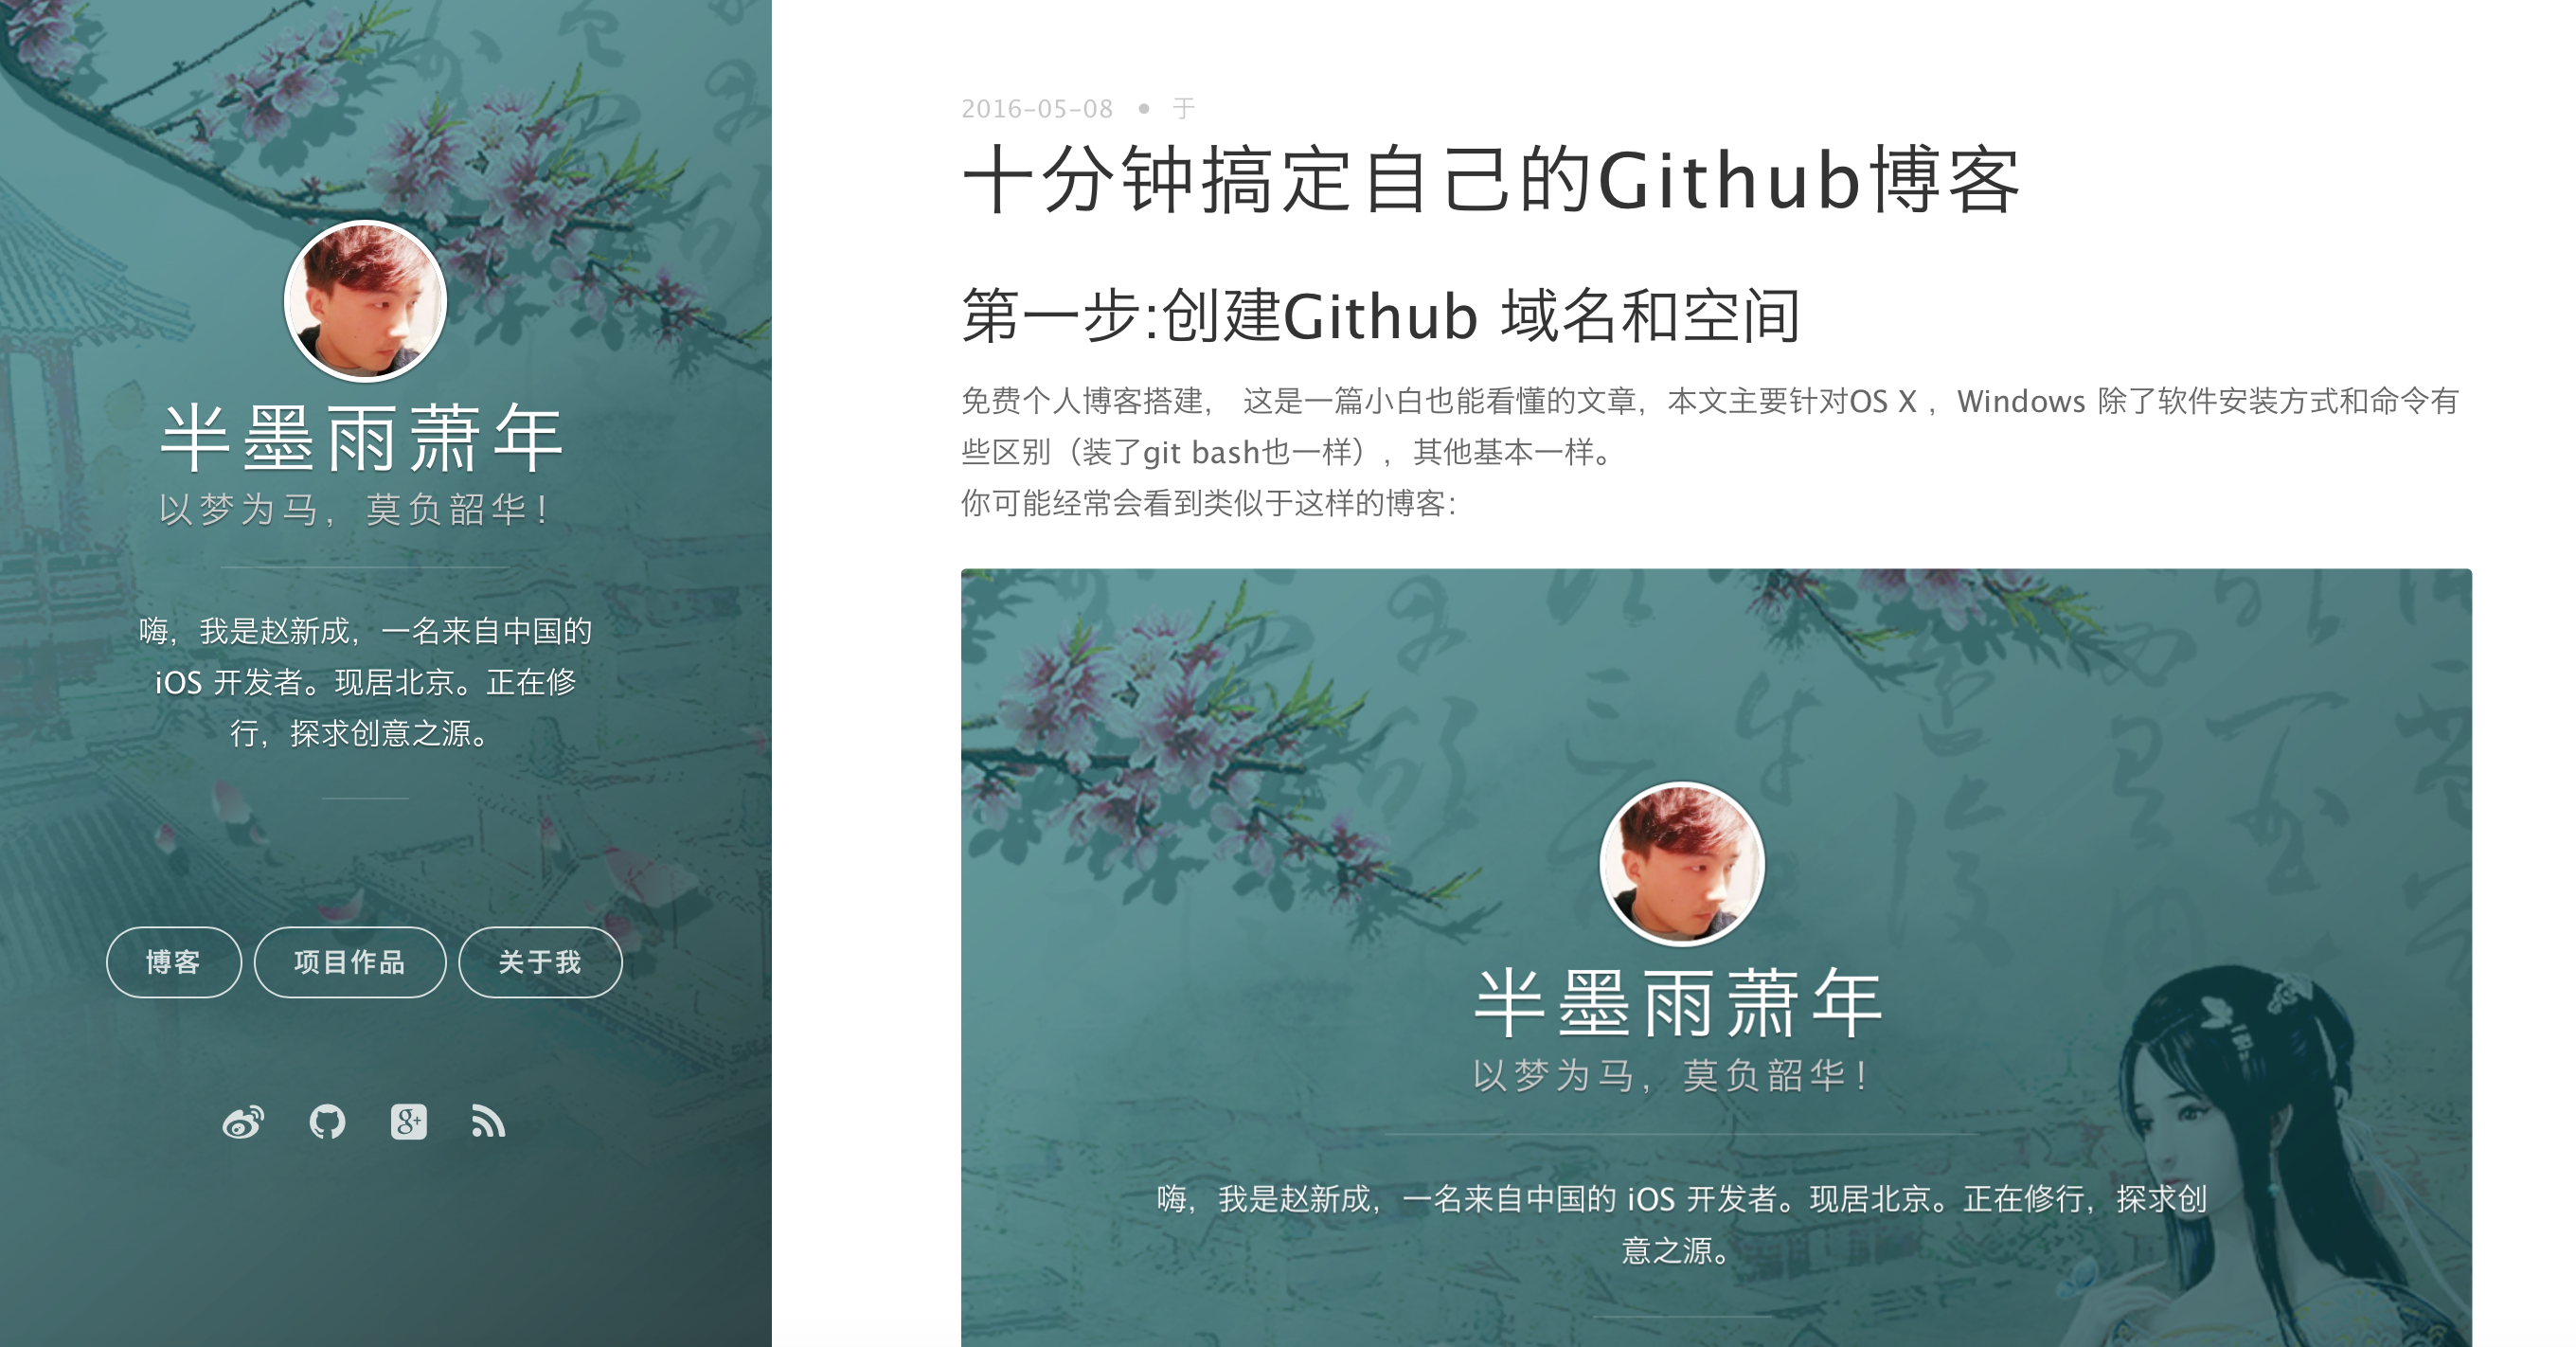 半墨雨萧年
以梦为马，莫负韶华！
嗨，我是赵新成，一名来自中国的
iOS 开发者。现居北京。正在修
行，探求创意之源。
博客
项目作品
关于我
2016-05-08 • 于
十分钟搞定自己的Github博客
第一步:创建Github 域名和空间
免费个人博客搭建， 这是一篇小白也能看懂的文章，本文主要针对OS X ，Windows 除了软件安装方式和命令有
些区别（装了git bash也一样），其他基本一样。
你可能经常会看到类似于这样的博客：
半墨雨萧年
以梦为马，莫负韶华！
嗨，我是赵新成，一名来自中国的 iOS 开发者。现居北京。正在修行，探求创
意之源。